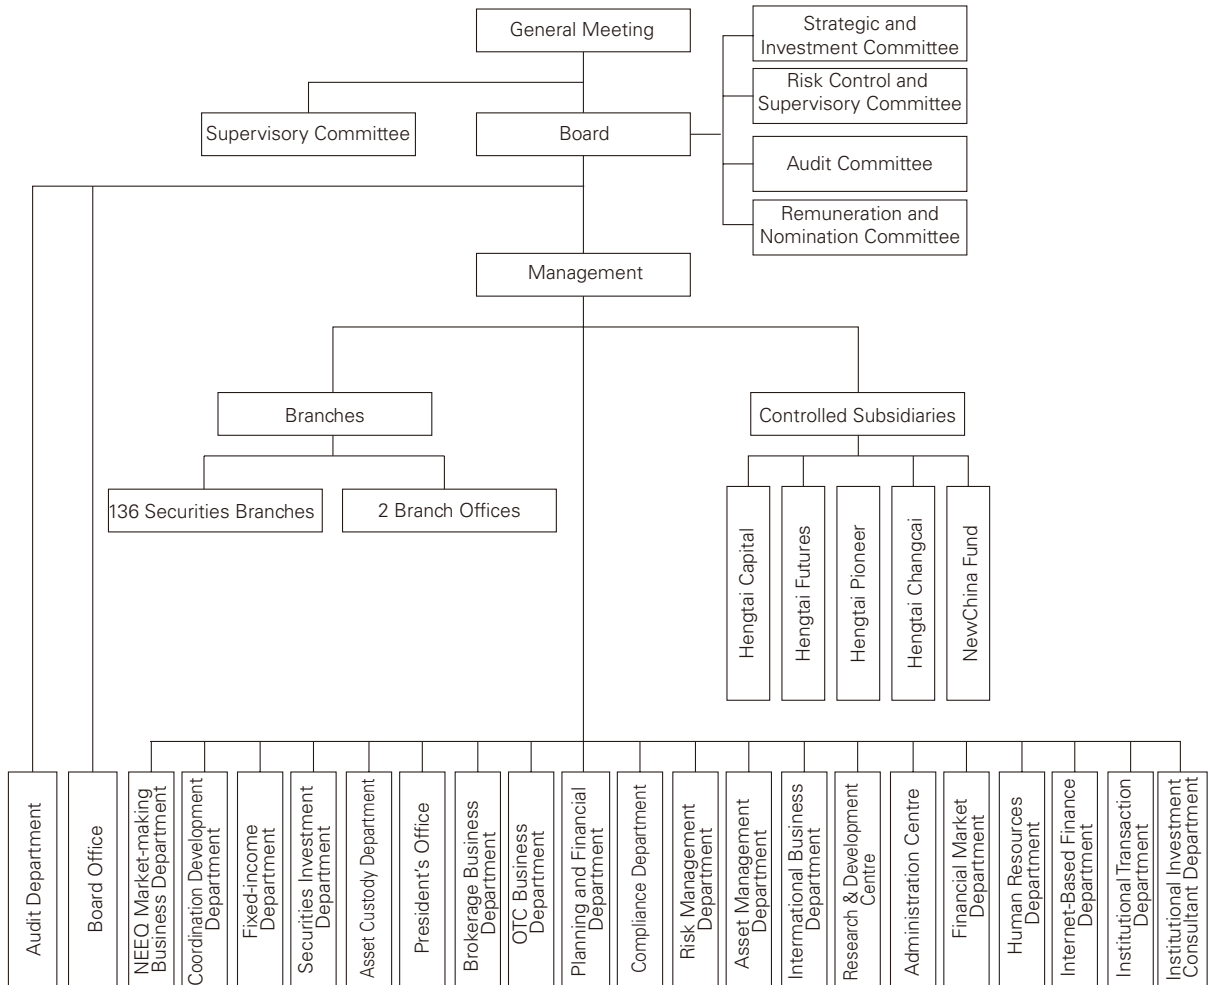 General Meeting
Strategic and
Investment Committee
Risk Control and
Supervisory Committee
Supervisory Committee
Board
Audit Committee
Remuneration and
Nomination Committee
Management
Branches
Controlled Subsidiaries
136 Securities Branches
2 Branch Offices
Hengtai Capital
Hengtai Futures
Hengtai Pioneer
Hengtai Changcai
NewChina Fund
Audit Department
Board Office
NEEQ Market-making
Business Department
Coordination Development
Department
Fixed-income
Department
Securities Investment
Department
Asset Custody Department
President's Office
Brokerage Business
Department
OTC Business
Department
Planning and Financial
Department
Compliance Department
Risk Management
Department
Asset Management
Department
International Business
Department
Research & Development
Centre
Administration Centre
Financial Market
Department
Human Resources
Department
Internet-Based Finance
Department
Institutional Transaction
Department
Institutional Investment
Consultant Department